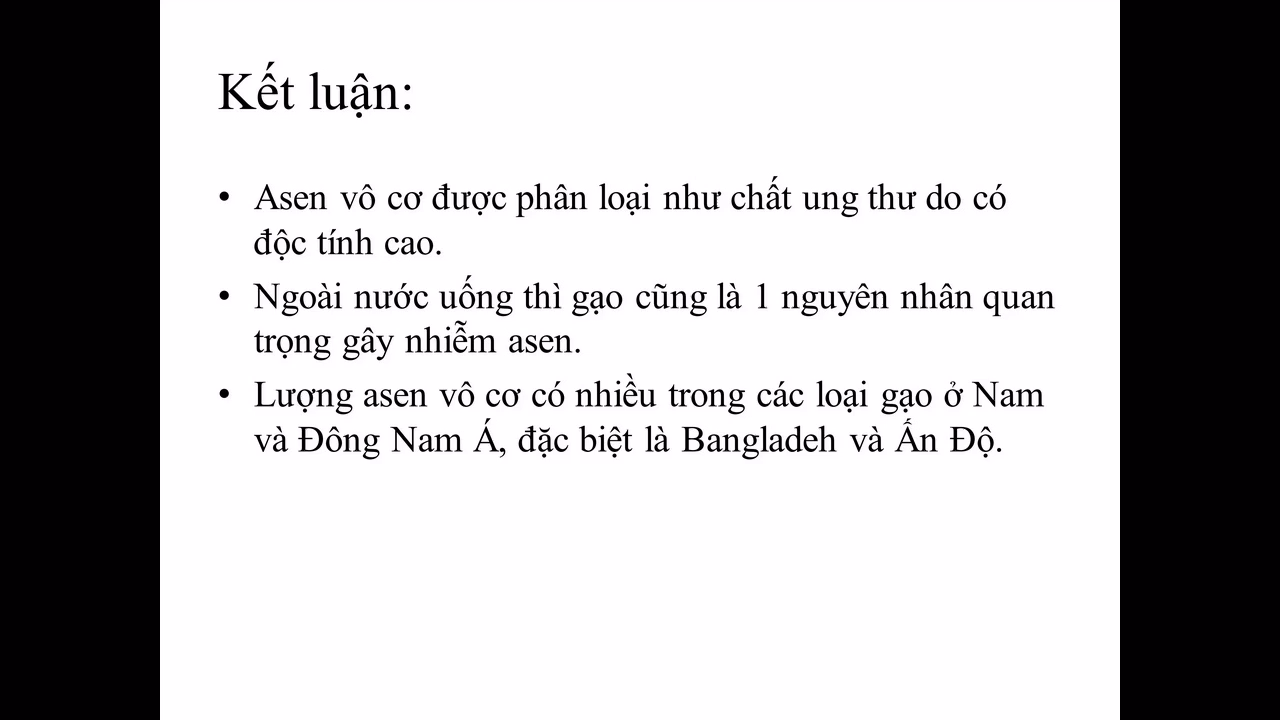 Kết luận:
• Asen vô cơ được phân loại như chất ung thư do có
độc tính cao.
• Ngoài nước uống thì gạo cũng là 1 nguyên nhân quan
trọng gây nhiễm asen.
• Lượng asen vô cơ có nhiều trong các loại gạo ở Nam
và Đông Nam Á, đặc biệt là Bangladeh và Ấn Độ.